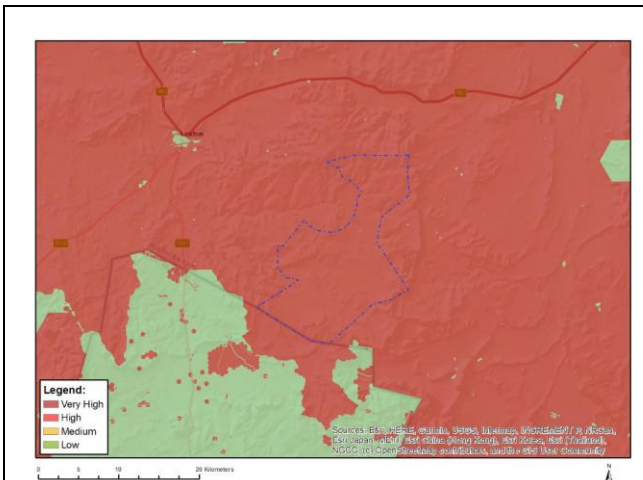 Legend:
Very High
High
Medium
Low
Sources: Esri, HERE, Garmin, USGS, Intermap, INCREMENT P, NRCan,
Esri Japan, METI, Esri China (Hong Kong), Esri Korea, Esri (Thailand),
NGCC, (c) OpenStreetMap contributors, and the GIS User Community
0 5 10 20 Kilometers
N